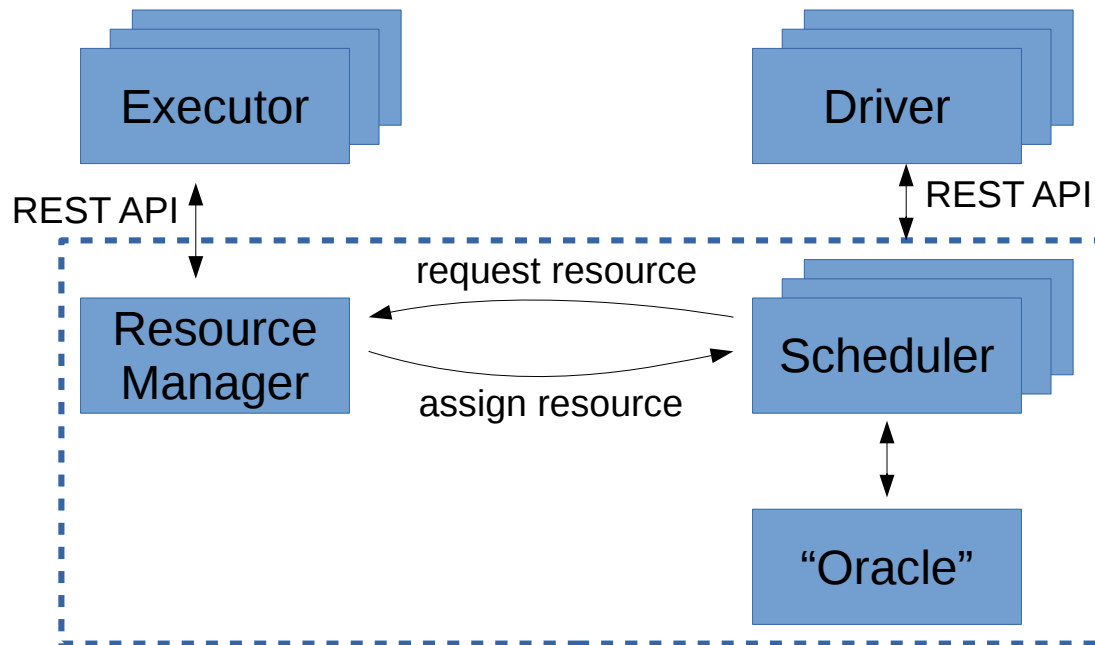 Executor
Driver
REST API
REST API
request resource
Resource
Manager
Scheduler
assign resource
“Oracle”